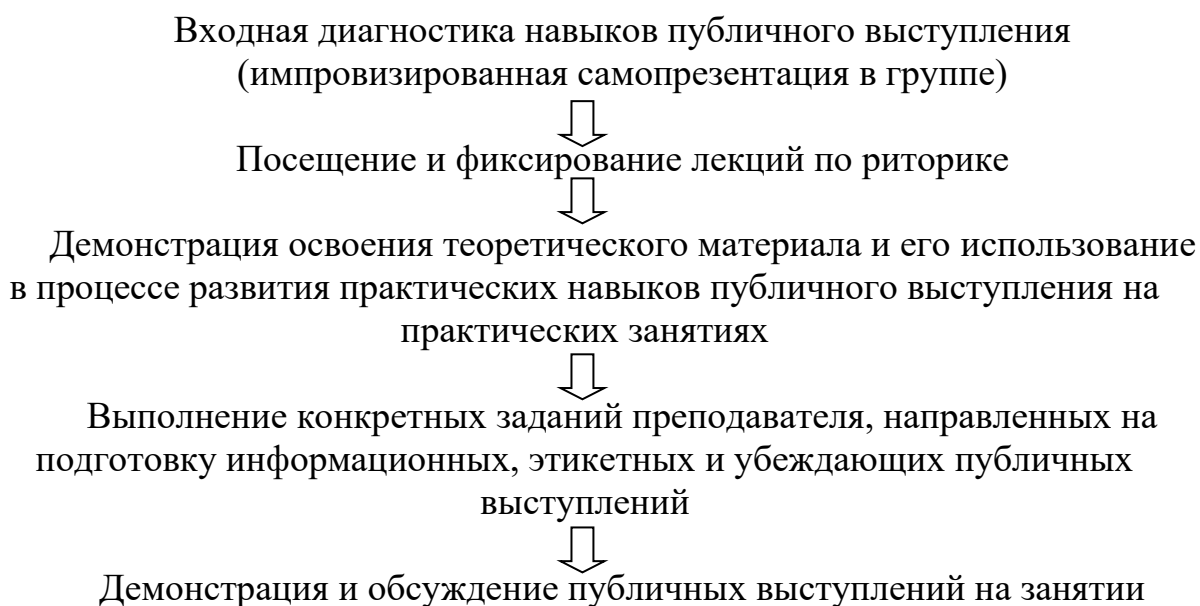 Входная диагностика навыков публичного выступления
(импровизированная самопрезентация в группе)
Посещение и фиксирование лекций по риторике
Демонстрация освоения теоретического материала и его использование
в процессе развития практических навыков публичного выступления на
практических занятиях
Выполнение конкретных заданий преподавателя, направленных на
подготовку информационных, этикетных и убеждающих публичных
выступлений
Демонстрация и обсуждение публичных выступлений на занятии